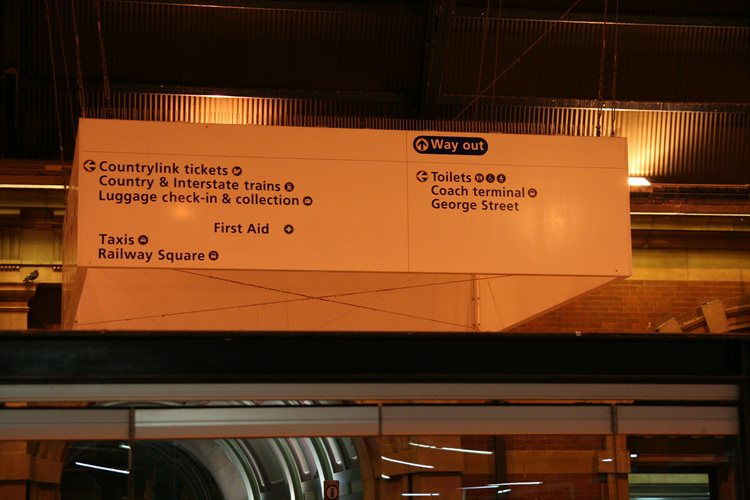 Countrylink tickets
Country & Interstate trains
Luggage check-in & collection
First Aid
Taxis
Railway Square
Way out
Toilets
Coach terminal
George Street